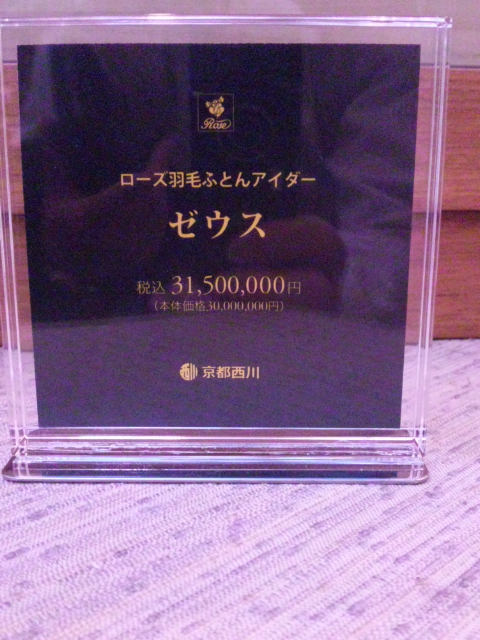 Rose
ローズ羽毛ふとんアイダー
ゼウス
税込 31,500,000円
(本体価格30,000,000円)
西川 京都西川